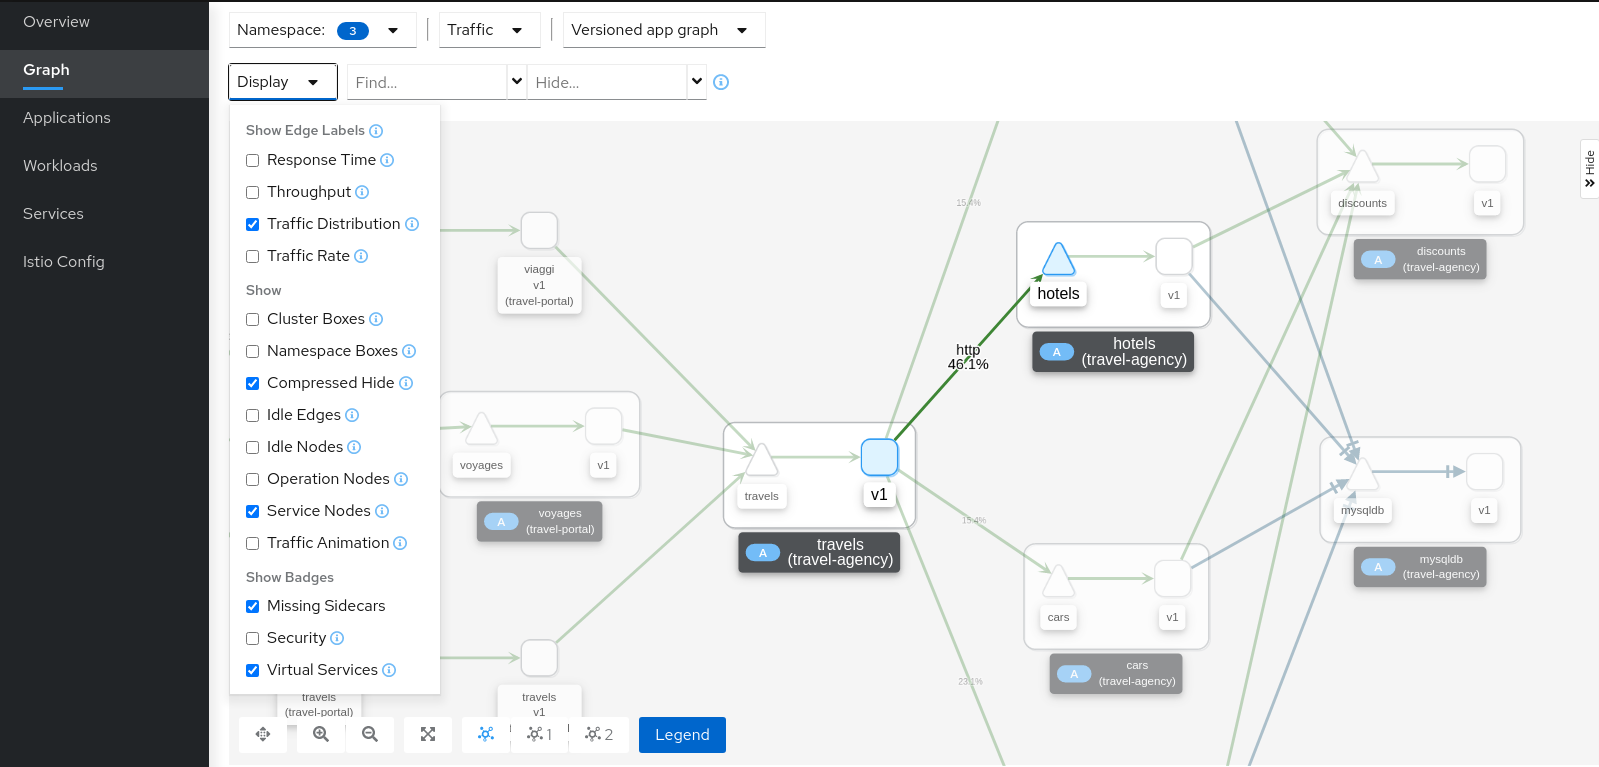 Overview
Graph
Applications
Workloads
Services
Istio Config
Namespace: 3
Traffic
Versioned app graph
Display
Find...
Hide...
Show Edge Labels
Response Time
Throughput
Traffic Distribution
Traffic Rate
Show
Cluster Boxes
Namespace Boxes
Compressed Hide
Idle Edges
Idle Nodes
Operation Nodes
Service Nodes
Traffic Animation
Show Badges
Missing Sidecars
Security
Virtual Services
viaggi
v1
(travel-portal)
voyages
v1
A voyages
(travel-portal)
travels
(travel-portal)
travels
v1
travels
v1
A travels
(travel-agency)
15.4%
http
46.1%
15.4%
23.1%
hotels
v1
A hotels
(travel-agency)
cars
v1
A cars
(travel-agency)
discounts
v1
A discounts
(travel-agency)
mysqldb
v1
A mysqldb
(travel-agency)
Hide
1
2
Legend